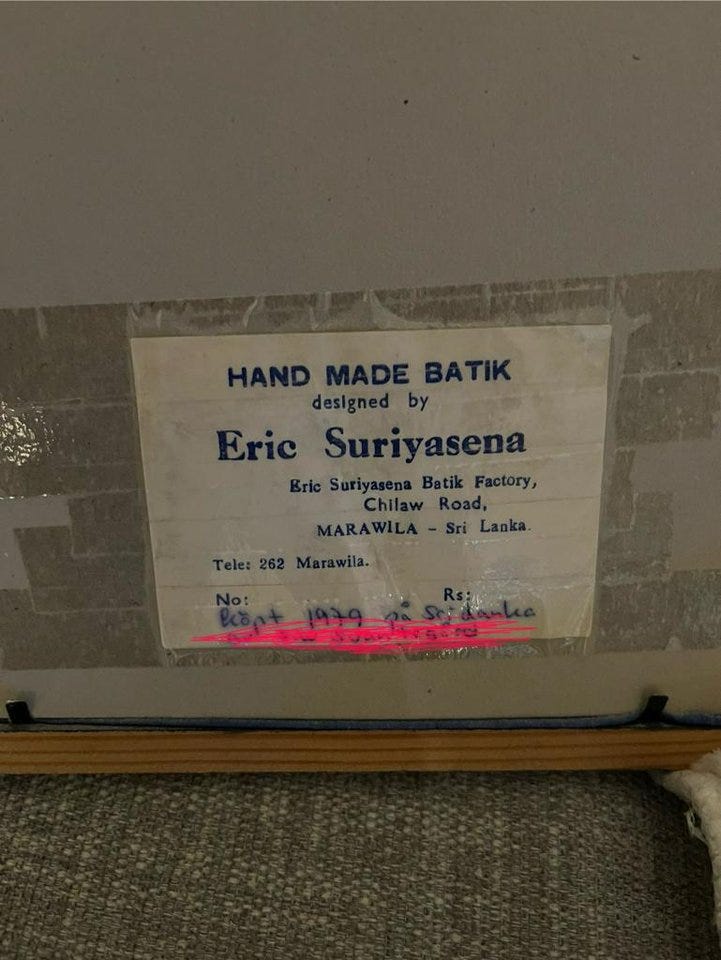 HAND MADE BATIK
designed by
Eric Suriyasena
Eric Suriyasena Batik Factory,
Chilaw Road,
MARAWILA - Sri Lanka.
Tele: 262 Marawila.
No: Rs:
köpt 1979 på Sri Lanka